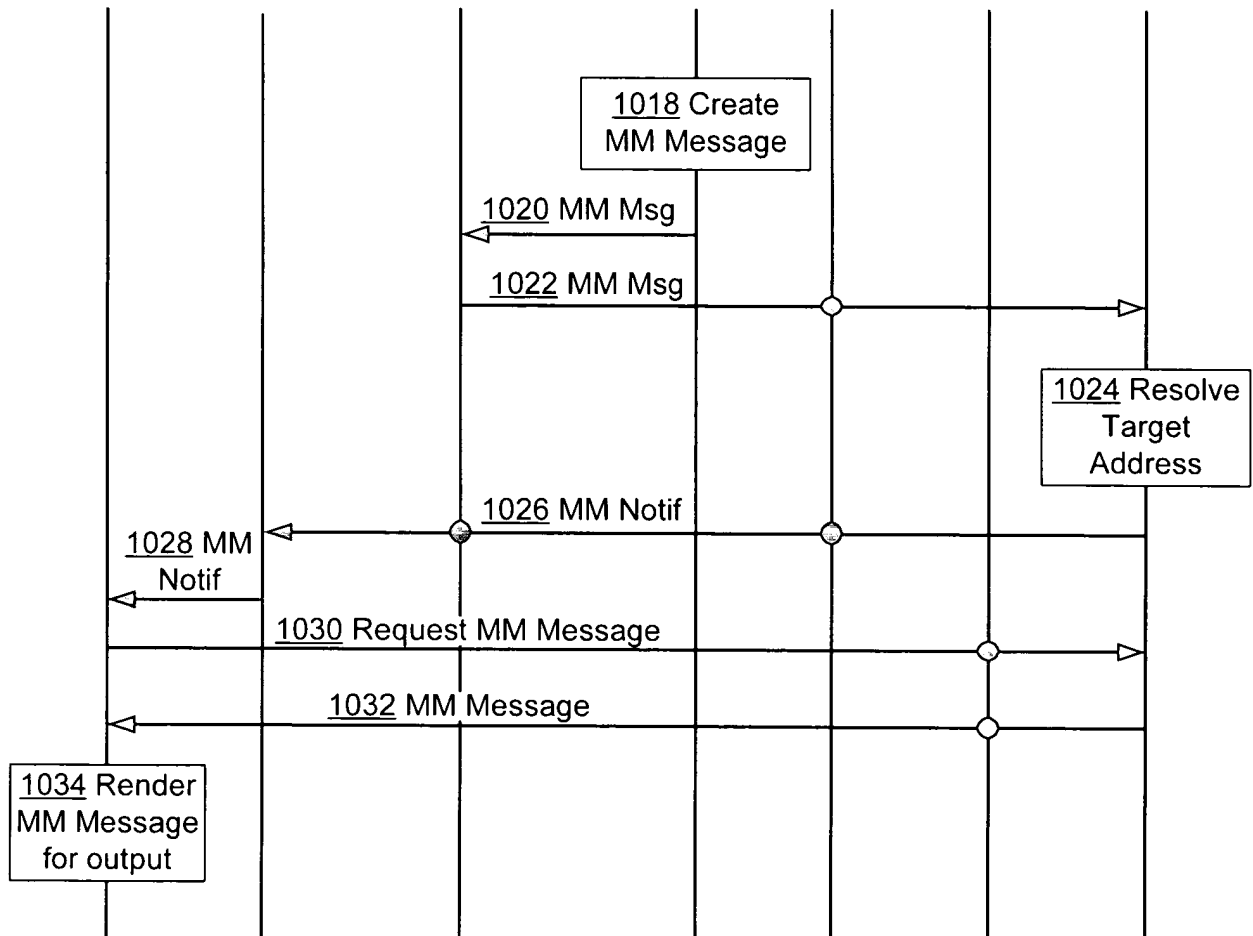 1018 Create
MM Message
1020 MM Msg
1022 MM Msg
1024 Resolve
Target
Address
1026 MM Notif
1028 MM
Notif
1030 Request MM Message
1032 MM Message
1034 Render
MM Message
for output